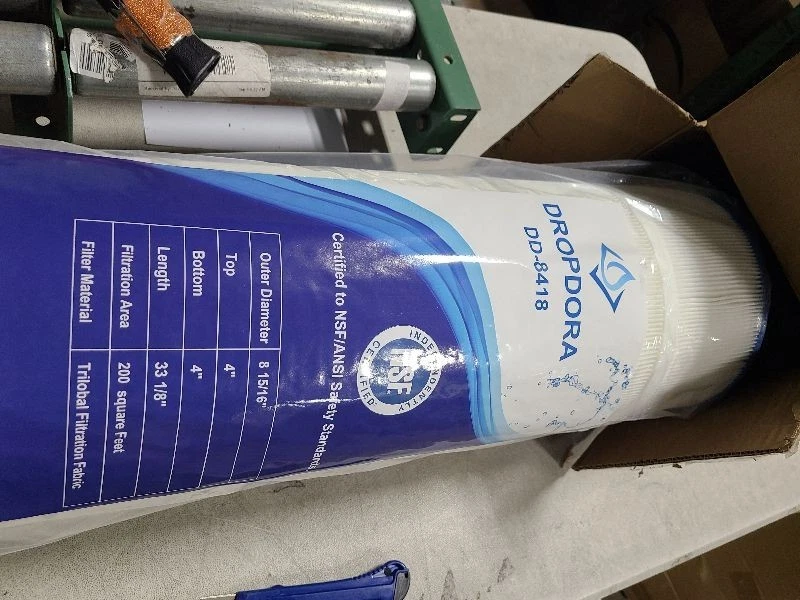 DROPDORA
DD-8418
INDEPENDENTLY
NSF
CERTIFIED
Certified to NSF/ANSI Safety Standards
Outer Diameter 8 15/16"
Top 4"
Bottom 4"
Length 33 1/8"
Filtration Area 200 square Feet
Filter Material Trilobal Filtration Fabric